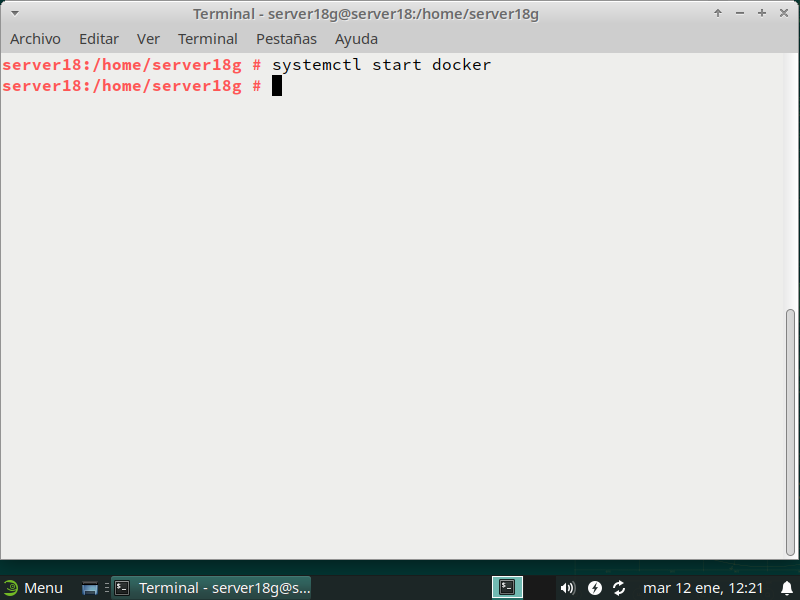 Terminal - server18g@server18:/home/server18g
Archivo Editar Ver Terminal Pestañas Ayuda
server18:/home/server18g # systemctl start docker
server18:/home/server18g #
Menu Terminal - server18g@s... mar 12 ene, 12:21